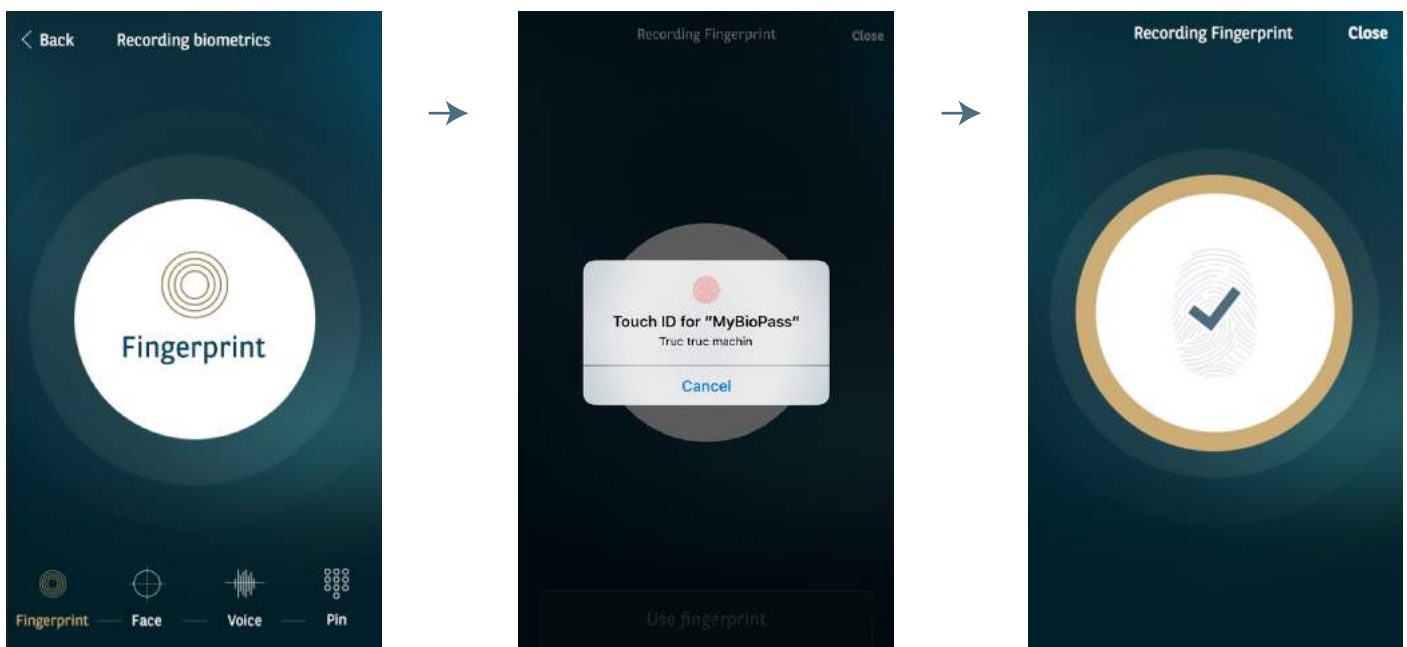 Back Recording biometrics
Fingerprint
Fingerprint Face Voice Pin
Recording Fingerprint Close
Touch ID for "MyBioPass"
Truc truc machin
Cancel
Use fingerprint
Recording Fingerprint Close